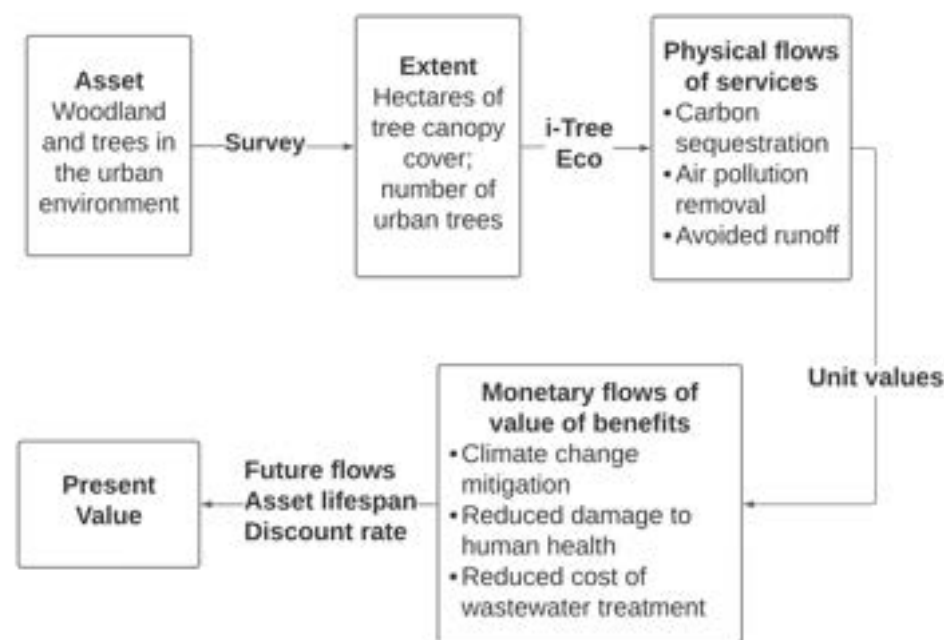 Asset
Woodland
and trees in
the urban
environment
Survey
Extent
Hectares of
tree canopy
cover;
number of
urban trees
i-Tree
Eco
Physical flows
of services
• Carbon
sequestration
• Air pollution
removal
• Avoided runoff
Unit values
Monetary flows of
value of benefits
• Climate change
mitigation
• Reduced damage to
human health
• Reduced cost of
wastewater treatment
Future flows
Asset lifespan
Discount rate
Present
Value